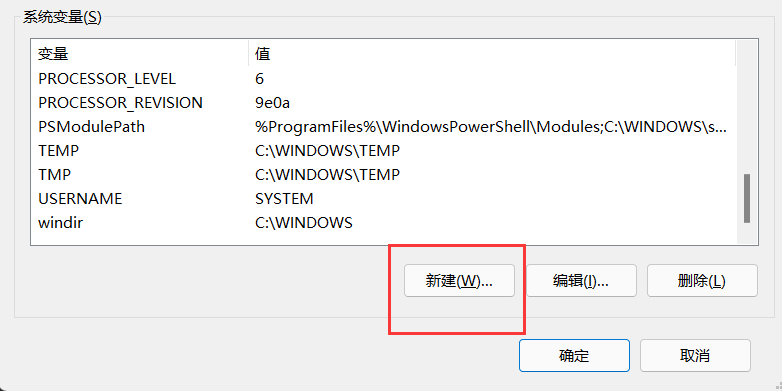 系统变量(S)
变量 值
PROCESSOR_LEVEL 6
PROCESSOR_REVISION 9e0a
PSModulePath %ProgramFiles%\WindowsPowerShell\Modules;C:\WINDOWS\s...
TEMP C:\WINDOWS\TEMP
TMP C:\WINDOWS\TEMP
USERNAME SYSTEM
windir C:\WINDOWS
新建(W)... 编辑(I)... 删除(L)
确定 取消